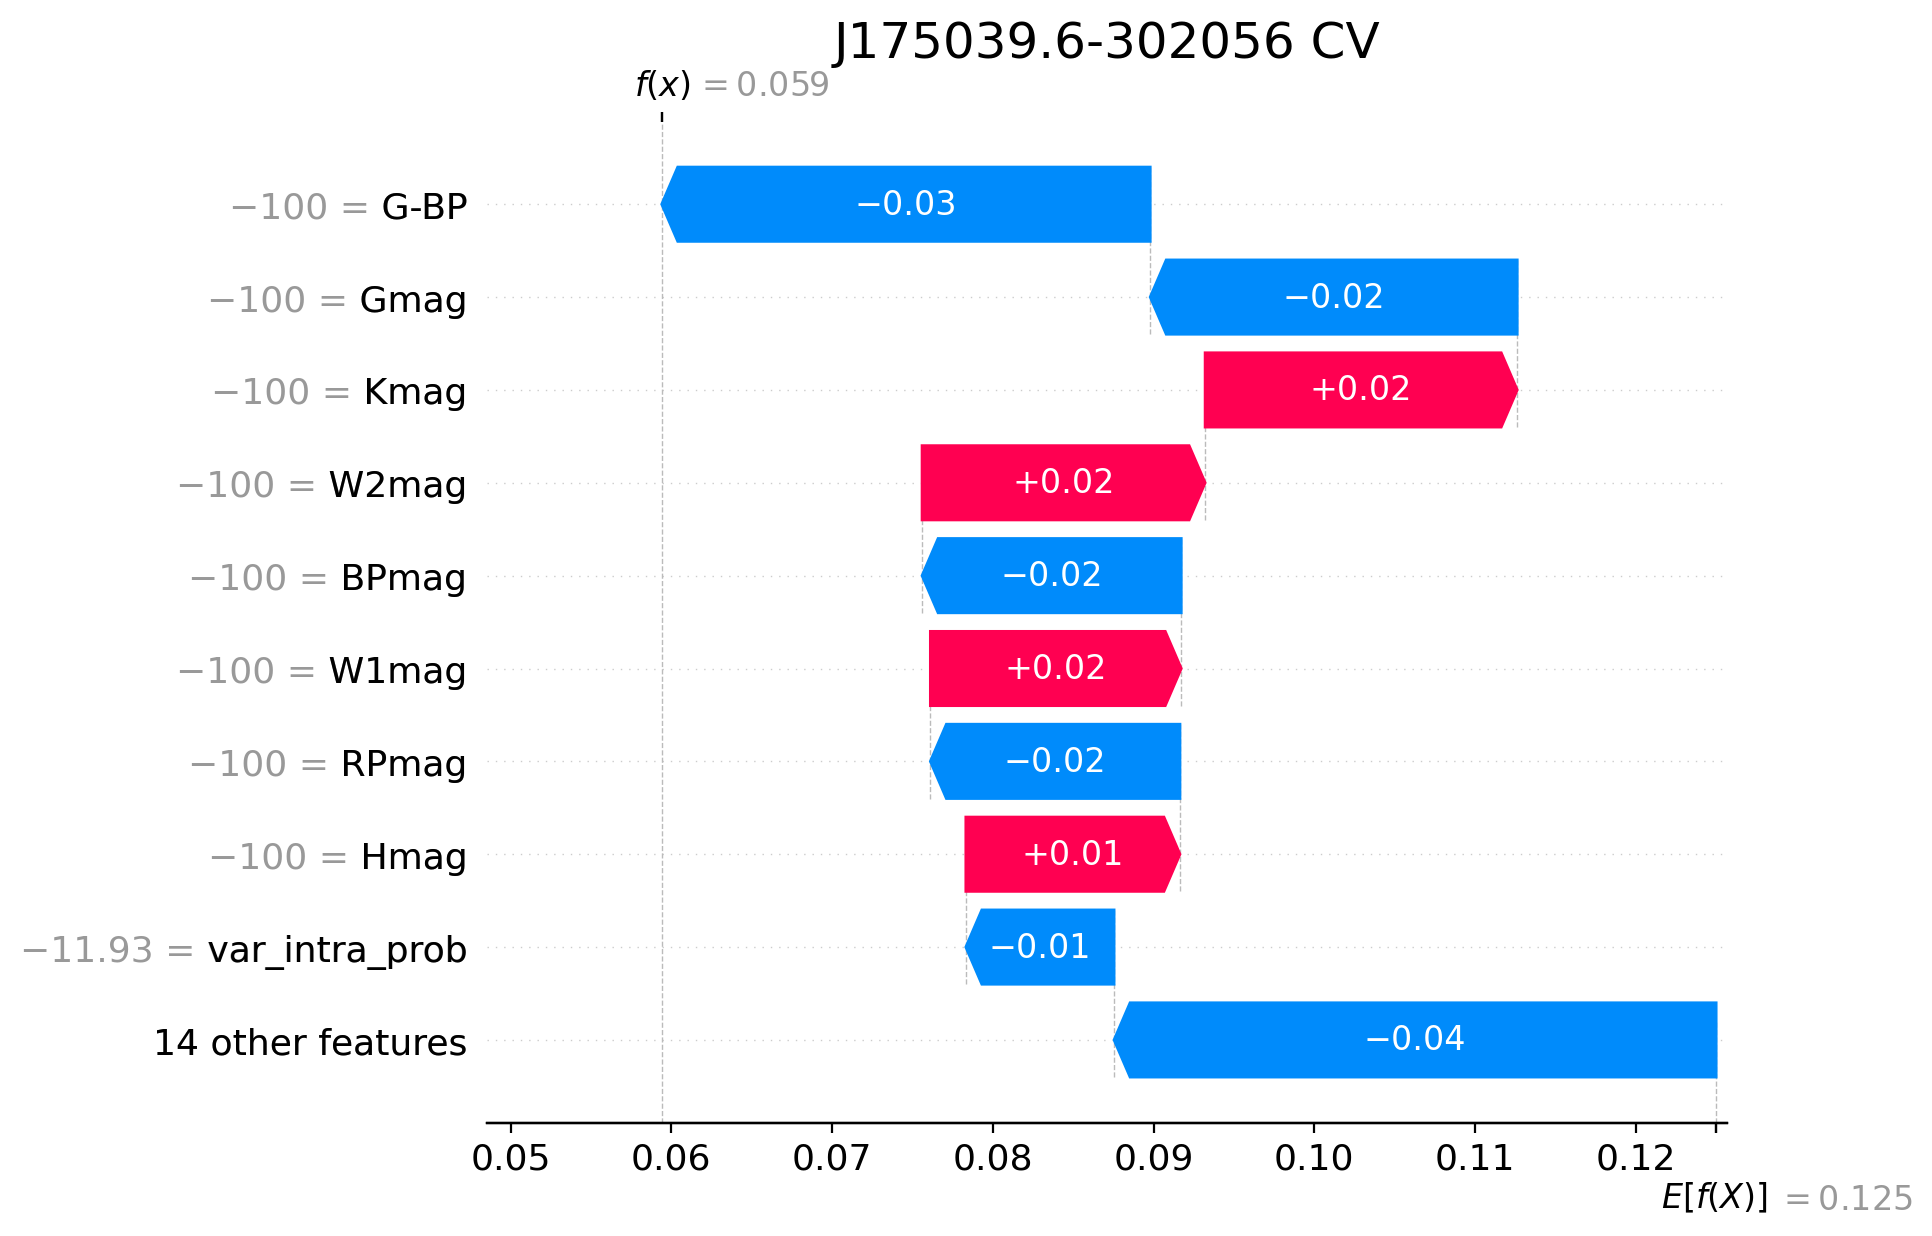 J175039.6-302056 CV
f(x) = 0.059
−100 = G-BP
−0.03
−100 = Gmag
−0.02
−100 = Kmag
+0.02
−100 = W2mag
+0.02
−100 = BPmag
−0.02
−100 = W1mag
+0.02
−100 = RPmag
−0.02
−100 = Hmag
+0.01
−11.93 = var_intra_prob
−0.01
14 other features
−0.04
0.05 0.06 0.07 0.08 0.09 0.10 0.11 0.12
E[f(X)] = 0.125